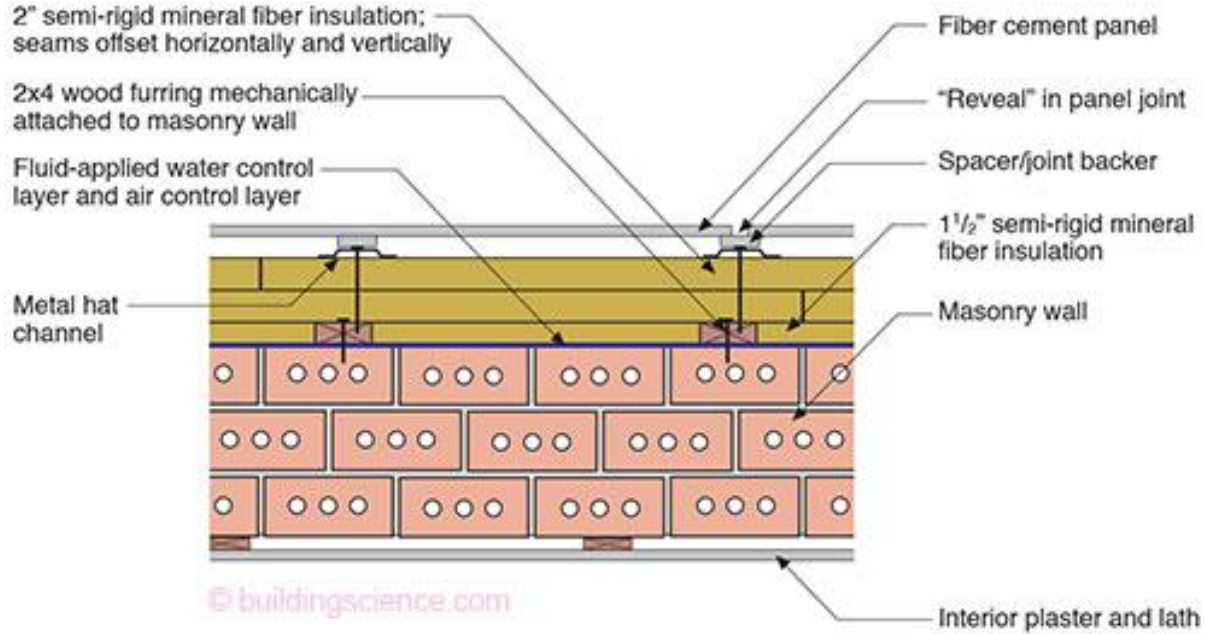 2” semi-rigid mineral fiber insulation;
seams offset horizontally and vertically
2x4 wood furring mechanically
attached to masonry wall
Fluid-applied water control
layer and air control layer
Metal hat
channel
Fiber cement panel
“Reveal” in panel joint
Spacer/joint backer
1 1/2” semi-rigid mineral
fiber insulation
Masonry wall
Interior plaster and lath
© buildingscience.com